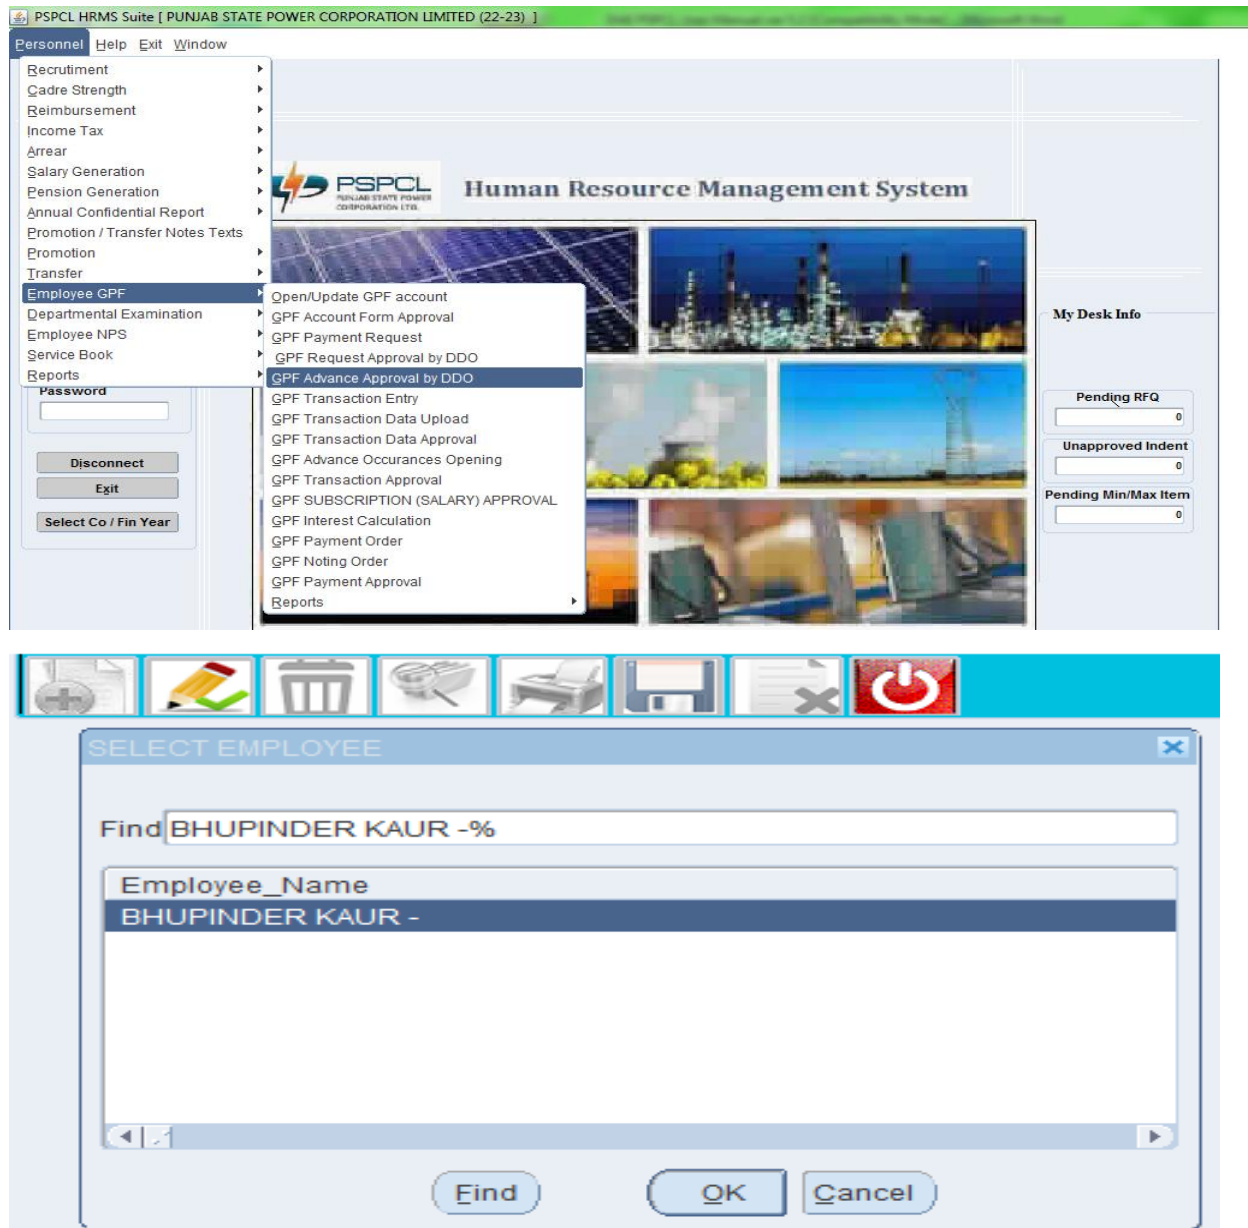 PSPCL HRMS Suite [ PUNJAB STATE POWER CORPORATION LIMITED (22-23) ]
Personnel Help Exit Window
Recrutiment
Cadre Strength
Reimbursement
Income Tax
Arrear
Salary Generation
Pension Generation
Annual Confidential Report
Promotion / Transfer Notes Texts
Promotion
Transfer
Employee GPF
Departmental Examination
Employee NPS
Service Book
Reports
PSPCL
PUNJAB STATE POWER
CORPORATION LTD.
Human Resource Management System
Open/Update GPF account
GPF Account Form Approval
GPF Payment Request
GPF Request Approval by DDO
GPF Advance Approval by DDO
GPF Transaction Entry
GPF Transaction Data Upload
GPF Transaction Data Approval
GPF Advance Occurances Opening
GPF Transaction Approval
GPF SUBSCRIPTION (SALARY) APPROVAL
GPF Interest Calculation
GPF Payment Order
GPF Noting Order
GPF Payment Approval
Reports
Password
Disconnect
Exit
Select Co / Fin Year
My Desk Info
Pending RFQ
0
Unapproved Indent
0
Pending Min/Max Item
0
SELECT EMPLOYEE
Find BHUPINDER KAUR -%
Employee_Name
BHUPINDER KAUR -
Find OK Cancel